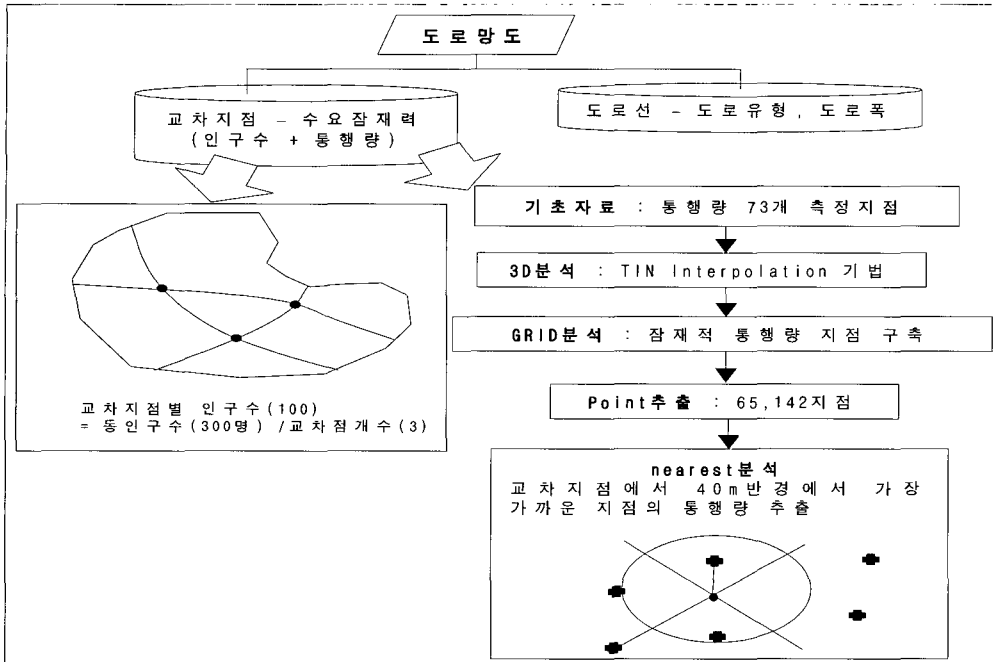 도로망도
교차지점 - 수요잠재력
(인구수 + 통행량)
도로선 - 도로유형, 도로폭
기초자료 : 통행량 73개 측정지점
3D분석 : TIN Interpolation 기법
GRID분석 : 잠재적 통행량 지점 구축
Point추출 : 65,142지점
교차지점별 인구수(100)
= 동인구수(300명) /교차점개수(3)
nearest분석
교차지점에서 40m반경에서 가장
가까운 지점의 통행량 추출